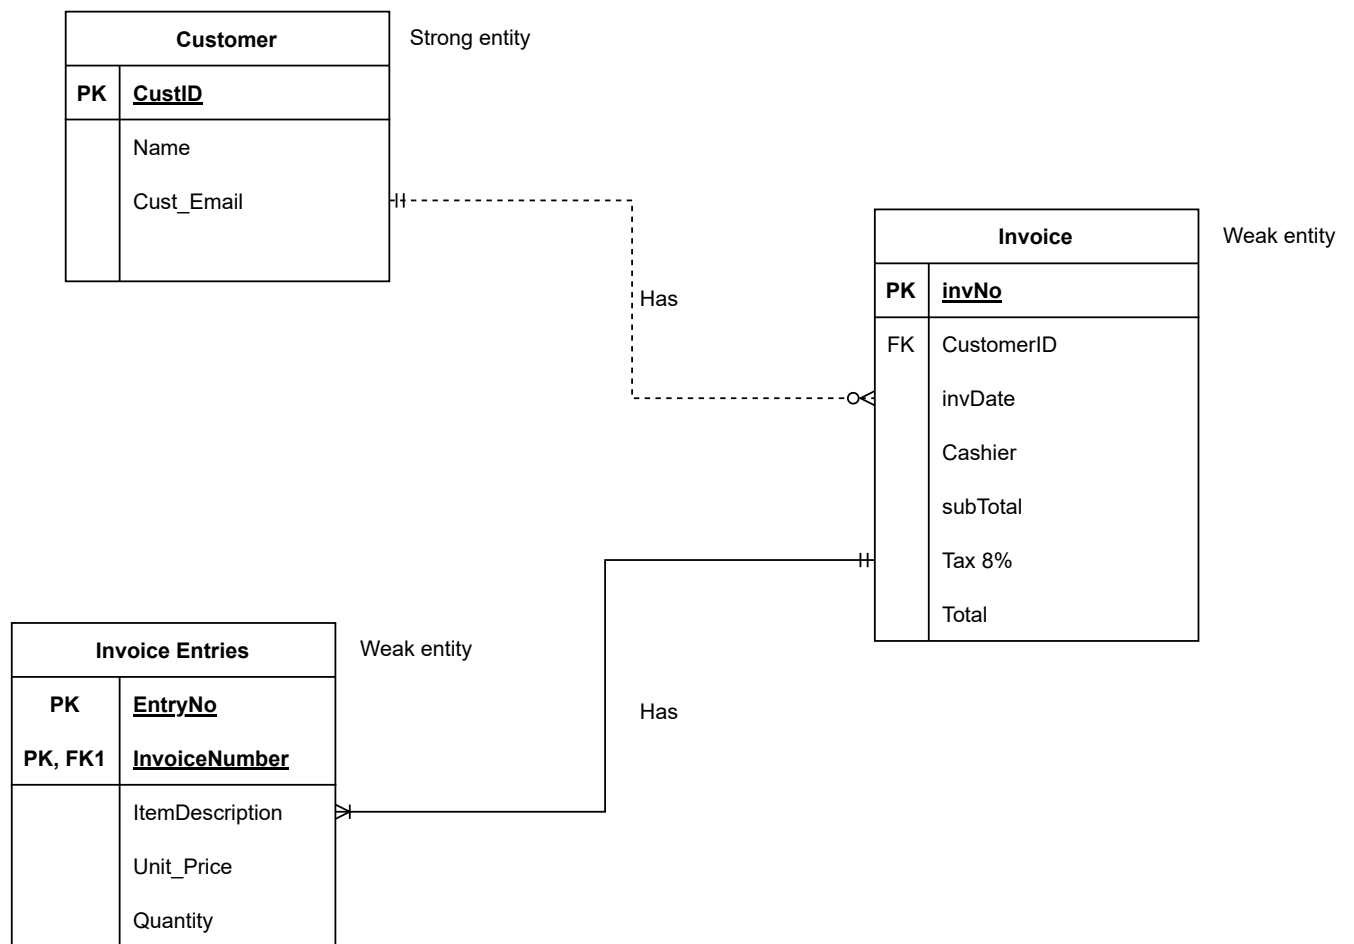 Customer
Strong entity
PK CustID
Name
Cust_Email
Invoice
Weak entity
PK invNo
Has
FK CustomerID
invDate
Cashier
subTotal
Tax 8%
Total
Invoice Entries
Weak entity
PK EntryNo
Has
PK, FK1 InvoiceNumber
ItemDescription
Unit_Price
Quantity